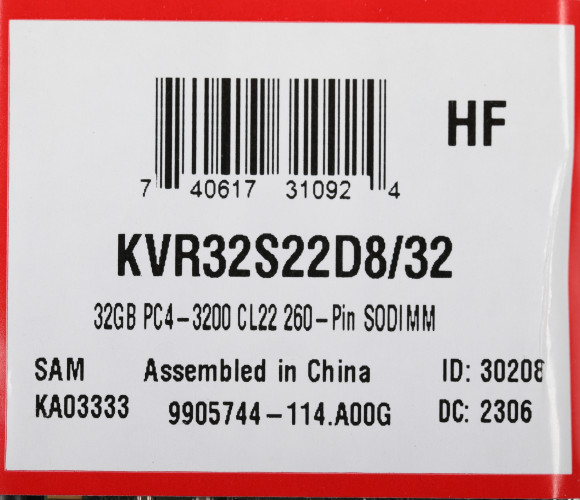 HF
7 40617 31092 4
KVR32S22D8/32
32GB PC4-3200 CL22 260-Pin SODIMM
SAM Assembled in China ID: 30208
KA03333 9905744-114.A00G DC: 2306